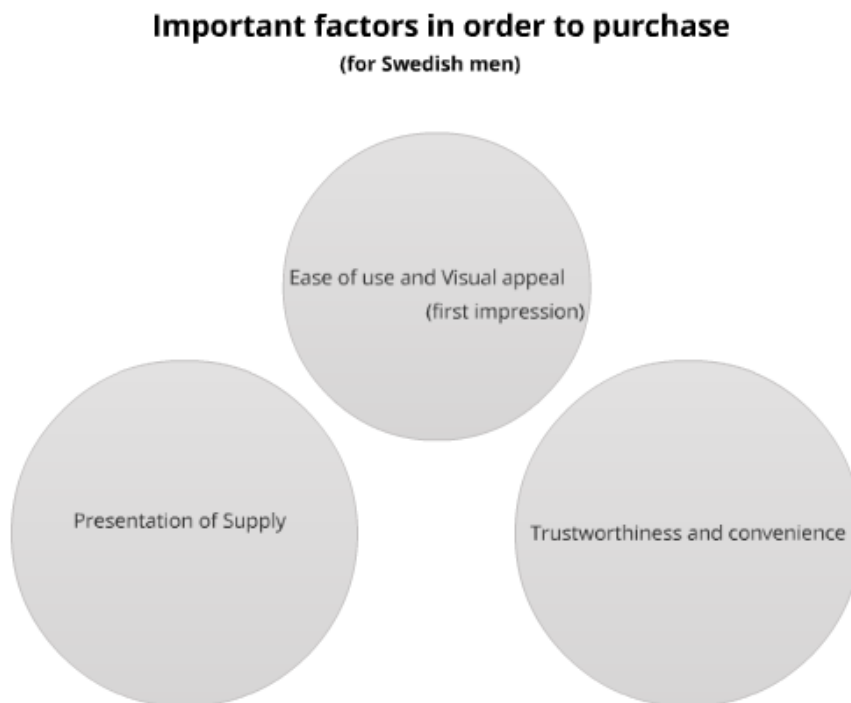 Important factors in order to purchase
(for Swedish men)
Ease of use and Visual appeal
(first impression)
Presentation of Supply
Trustworthiness and convenience